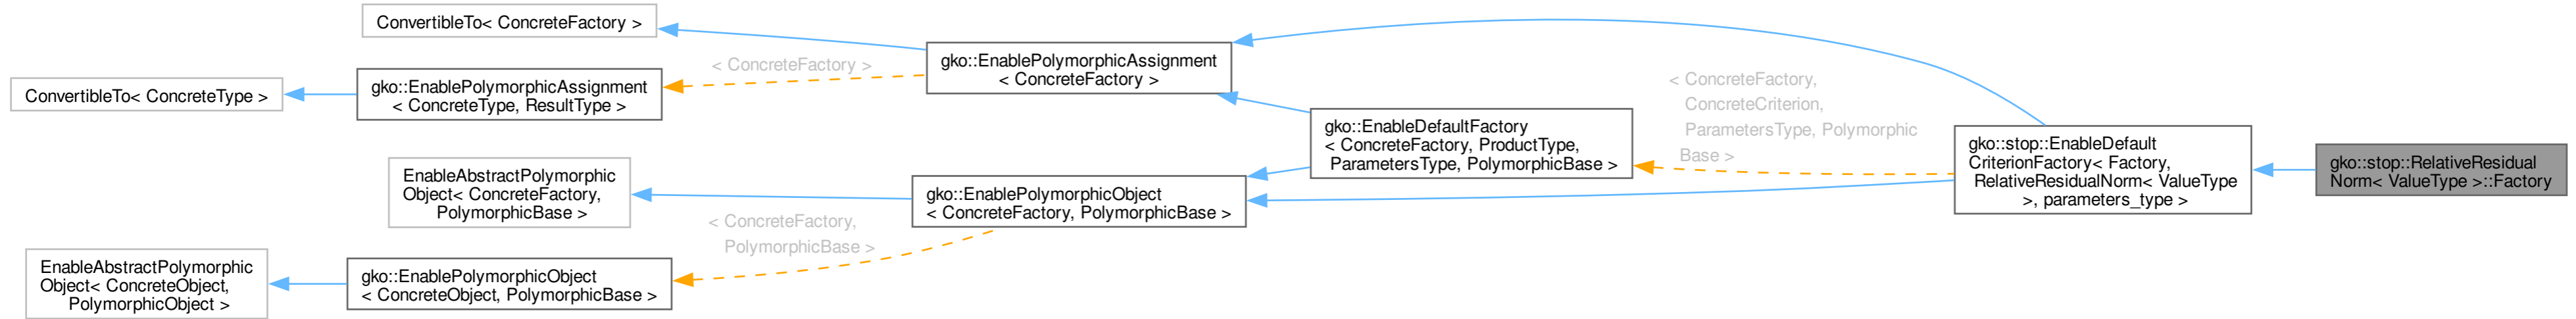 ConvertibleTo< ConcreteFactory >
ConvertibleTo< ConcreteType >
gko::EnablePolymorphicAssignment
< ConcreteType, ResultType >
< ConcreteFactory >
gko::EnablePolymorphicAssignment
< ConcreteFactory >
EnableAbstractPolymorphic
Object< ConcreteFactory,
PolymorphicBase >
EnableAbstractPolymorphic
Object< ConcreteObject,
PolymorphicObject >
gko::EnablePolymorphicObject
< ConcreteObject, PolymorphicBase >
< ConcreteFactory,
PolymorphicBase >
gko::EnablePolymorphicObject
< ConcreteFactory, PolymorphicBase >
gko::EnableDefaultFactory
< ConcreteFactory, ProductType,
ParametersType, PolymorphicBase >
< ConcreteFactory,
ConcreteCriterion,
ParametersType, Polymorphic
Base >
gko::stop::EnableDefault
CriterionFactory< Factory,
RelativeResidualNorm< ValueType
>, parameters_type >
gko::stop::RelativeResidual
Norm< ValueType >::Factory